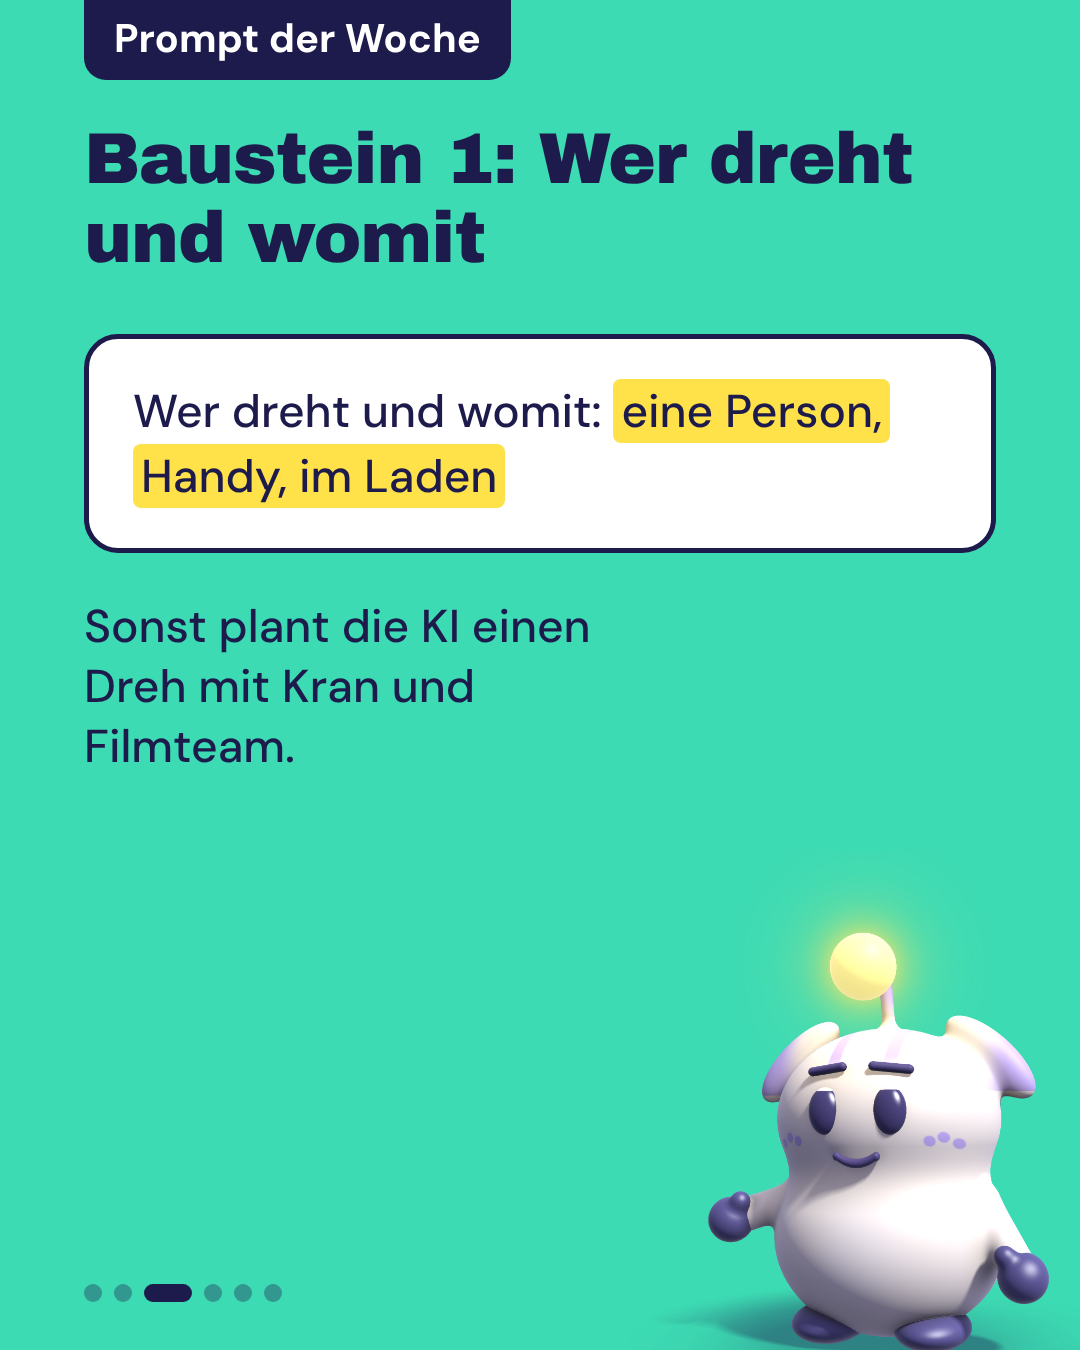 Prompt der Woche
Baustein 1: Wer dreht
und womit
Wer dreht und womit: eine Person,
Handy, im Laden
Sonst plant die KI einen
Dreh mit Kran und
Filmteam.